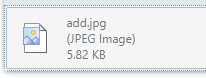 add.jpg
(JPEG Image)
5.82 KB